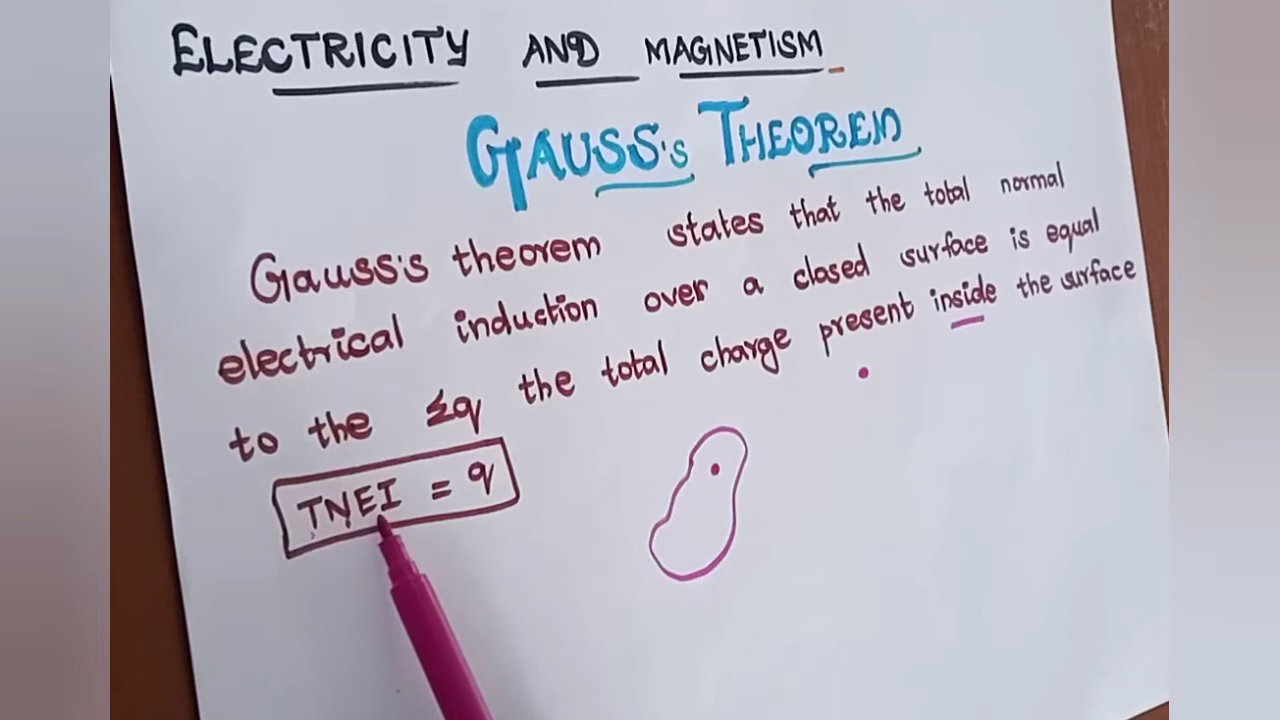 ELECTRICITY AND MAGNETISM
GAUSS's THEOREM
Gauss's theorem states that the total normal
electrical induction over a closed surface is equal
to the Σq the total charge present inside the surface
TNEI = q